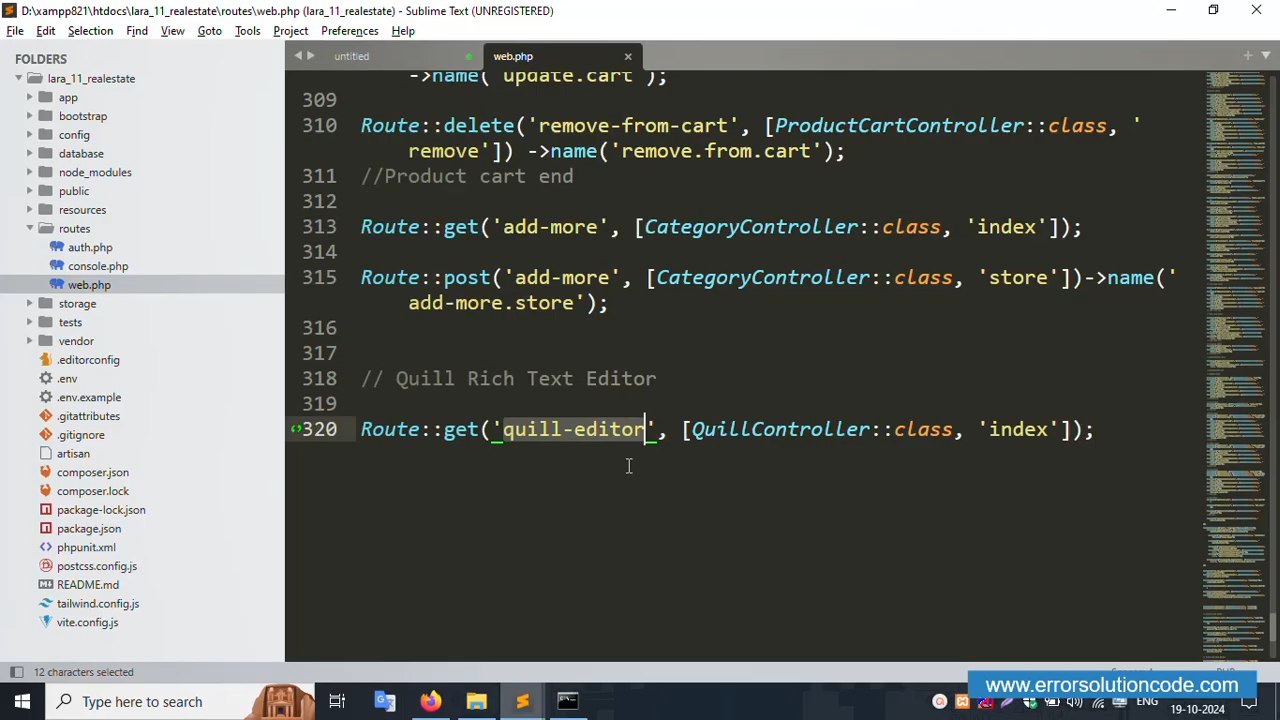 D:\xampp821\htdocs\lara_11_realestate\routes\web.php (lara_11_realestate) - Sublime Text (UNREGISTERED)
File Edit Selection Find View Goto Tools Project Preferences Help
FOLDERS
lara_11_realestate
app
bootstrap
config
database
node_modules
public
resources
routes
auth.php
console.php
web.php
storage
tests
vendor
.editorconfig
.env
.env.example
.gitattributes
.gitignore
artisan
composer.json
composer.lock
package-lock.json
package.json
phpunit.xml
postcss.config.js
README.md
tailwind.config.js
vite.config.js
untitled web.php
->name('update.cart');
309
310 Route::delete('remove-from-cart', [ProductCartController::class, '
remove'])->name('remove.from.cart');
311 //Product cart end
312
313 Route::get('add-more', [CategoryController::class, 'index']);
314
315 Route::post('add-more', [CategoryController::class, 'store'])->name('
add-more.store');
316
317
318 // Quill Rich Text Editor
319
320 Route::get('quill-editor', [QuillController::class, 'index']);
12 characters selected
Type here to search
ENG
19-10-2024
www.errorsolutioncode.com